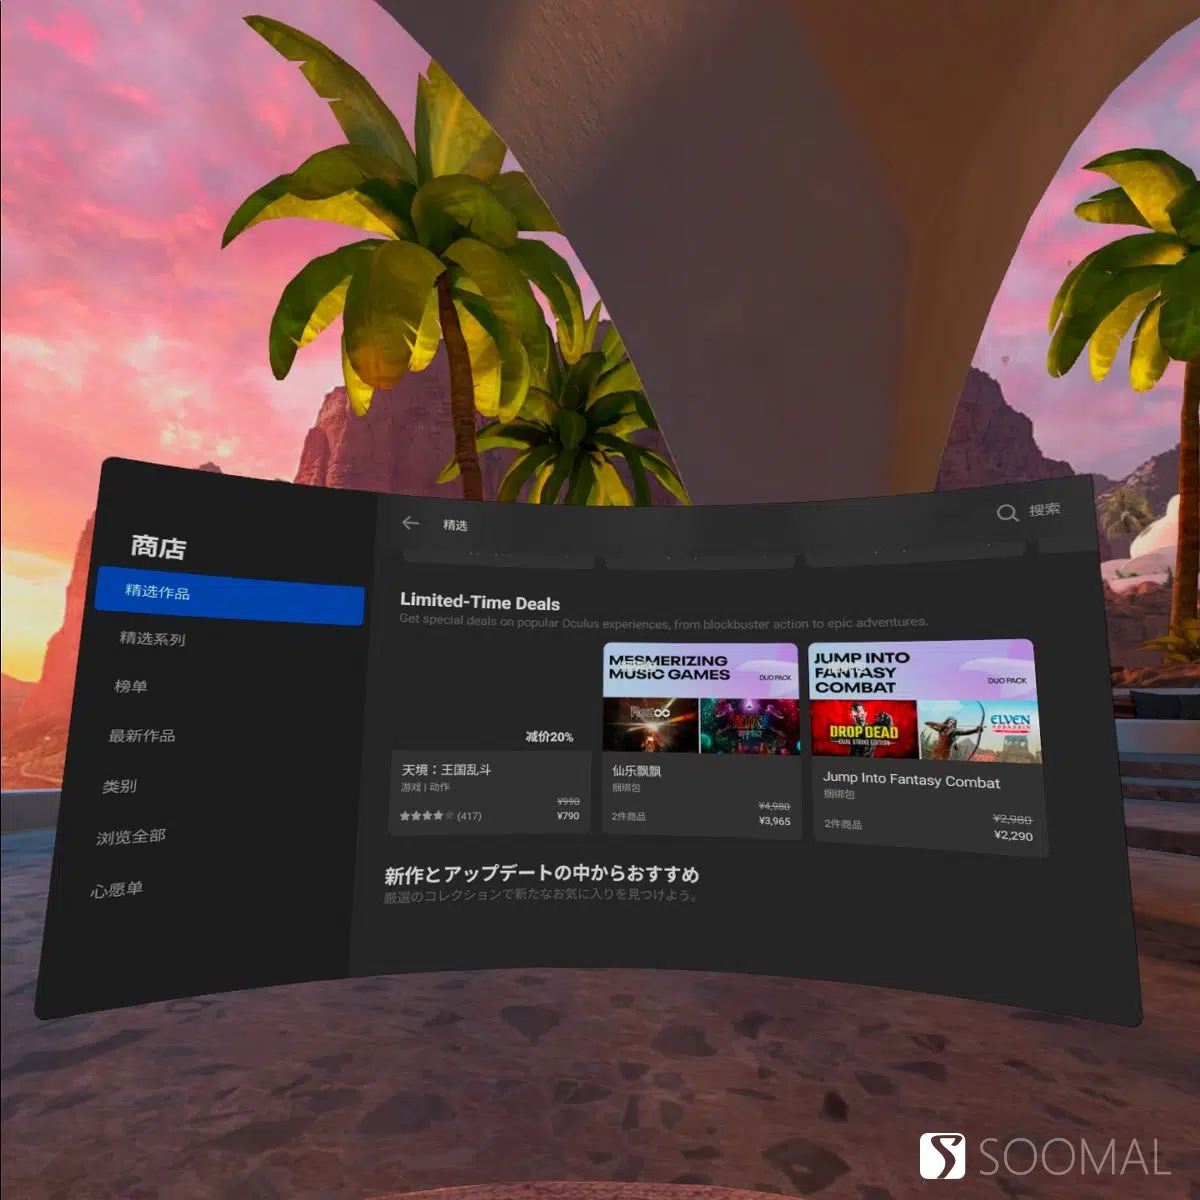 商店
精选作品
精选系列
榜单
最新作品
类别
浏览全部
心愿单
精选
搜索
Limited-Time Deals
Get special deals on popular Oculus experiences, from blockbuster action to epic adventures.
减价20%
天境：王国乱斗
游戏 | 动作
(417)
¥990
¥790
MESMERIZING
MUSIC GAMES
DUO PACK
仙乐飘飘
捆绑包
2件商品
¥4,980
¥3,965
JUMP INTO
FANTASY
COMBAT
DUO PACK
DROP DEAD
DUAL STRIKE EDITION
ELVEN
ASSASSIN
Jump Into Fantasy Combat
捆绑包
2件商品
¥2,980
¥2,290
新作とアップデートの中からおすすめ
厳選のコレクションで新たなお気に入りを見つけよう。
SOOMAL